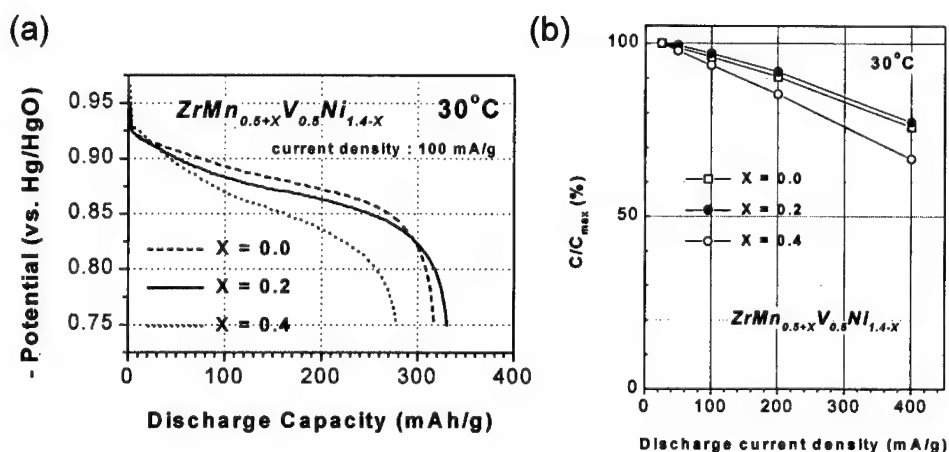 (a)
- Potential (vs. Hg/HgO)
0.95
0.90
0.85
0.80
0.75
ZrMn0.5+XV0.5Ni1.4-X
30°C
current density : 100 mA/g
X = 0.0
X = 0.2
X = 0.4
0 100 200 300 400
Discharge Capacity (mAh/g)
(b)
C/Cmax (%)
100
50
0
30°C
X = 0.0
X = 0.2
X = 0.4
ZrMn0.5+XV0.5Ni1.4-X
0 100 200 300 400
Discharge current density (mA/g)